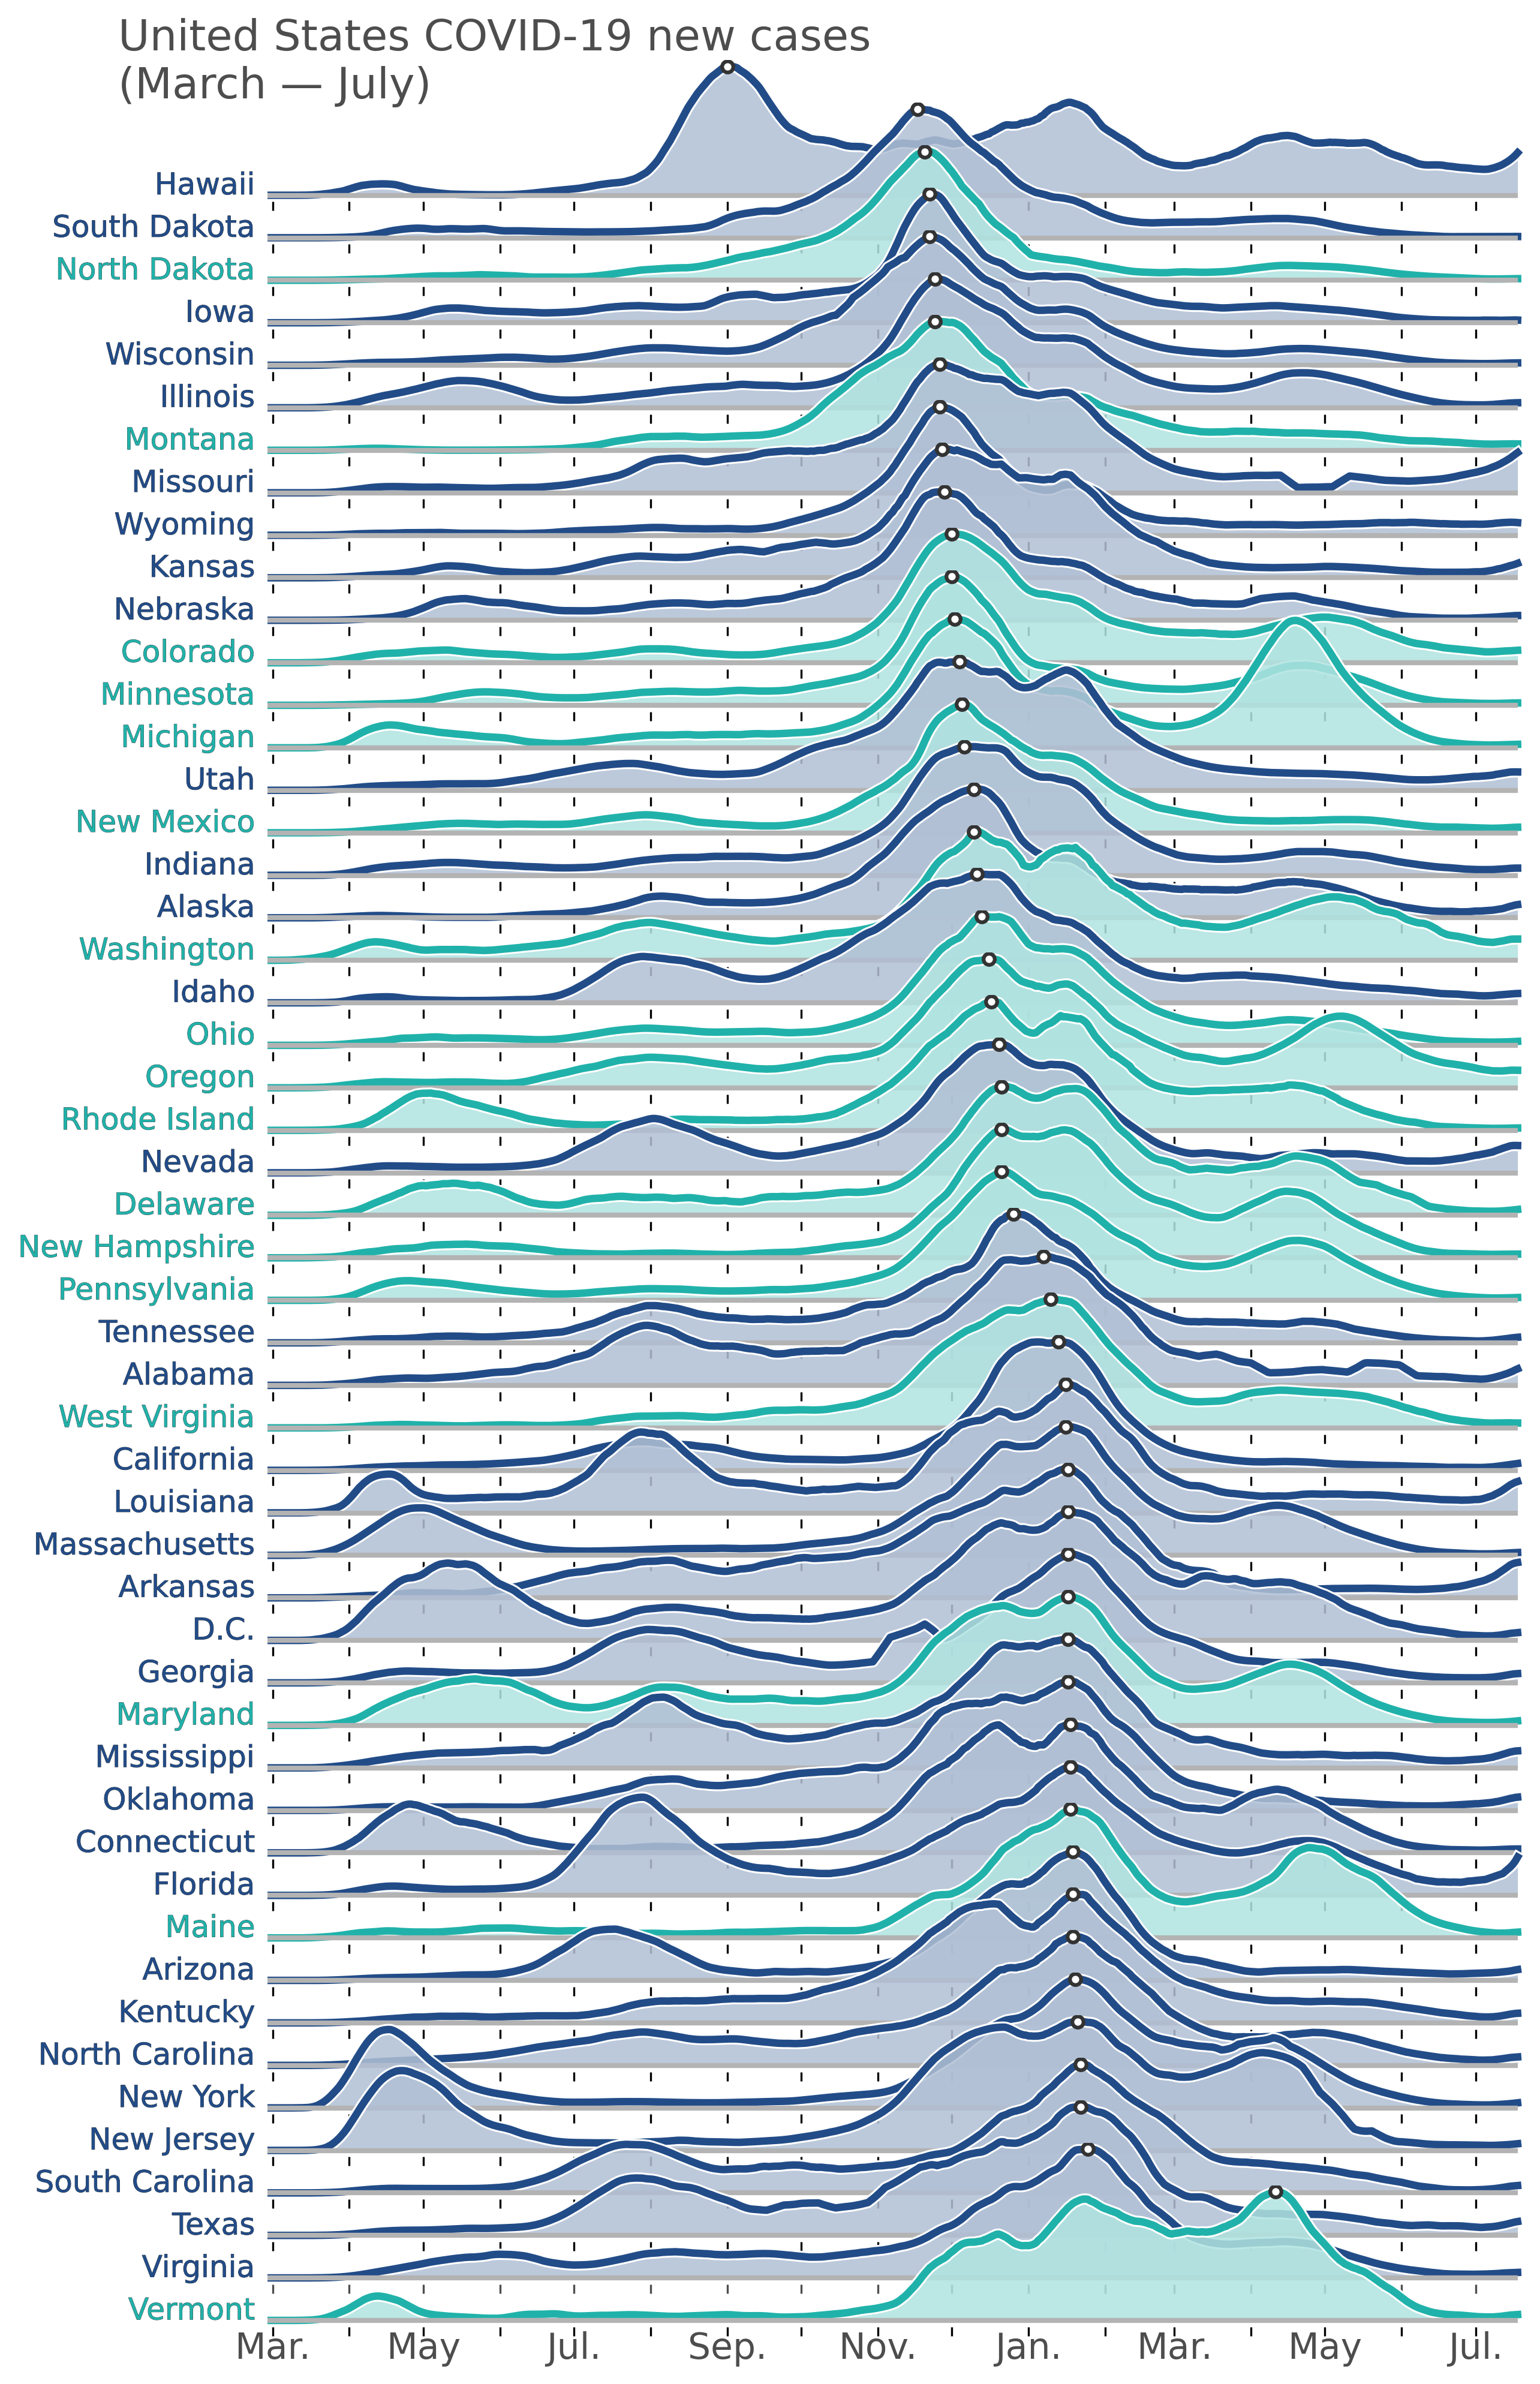 United States COVID-19 new cases
(March — July)
Hawaii
South Dakota
North Dakota
Iowa
Wisconsin
Illinois
Montana
Missouri
Wyoming
Kansas
Nebraska
Colorado
Minnesota
Michigan
Utah
New Mexico
Indiana
Alaska
Washington
Idaho
Ohio
Oregon
Rhode Island
Nevada
Delaware
New Hampshire
Pennsylvania
Tennessee
Alabama
West Virginia
California
Louisiana
Massachusetts
Arkansas
D.C.
Georgia
Maryland
Mississippi
Oklahoma
Connecticut
Florida
Maine
Arizona
Kentucky
North Carolina
New York
New Jersey
South Carolina
Texas
Virginia
Vermont
Mar. May Jul. Sep. Nov. Jan. Mar. May Jul.